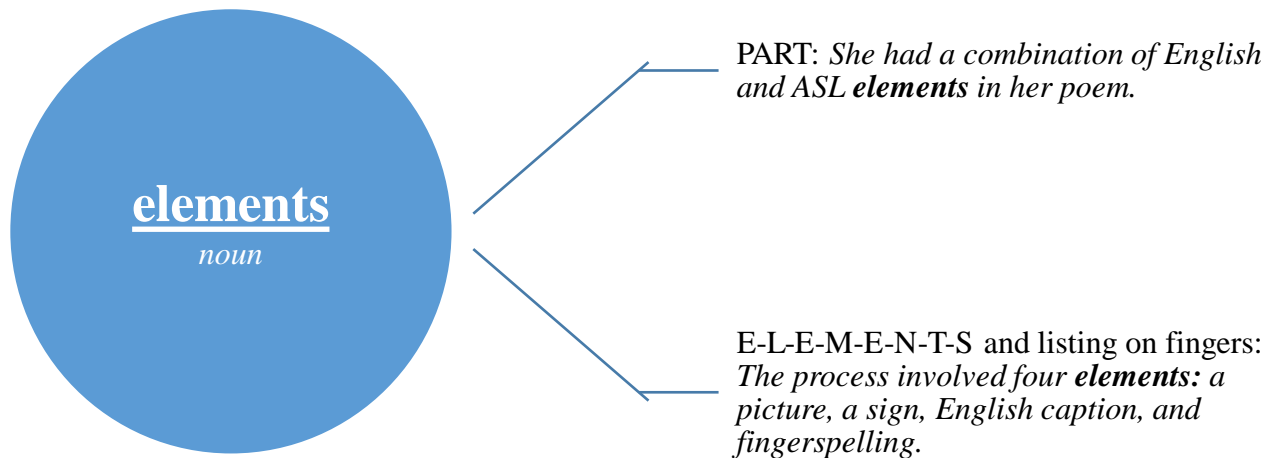 elements
noun
PART: She had a combination of English
and ASL elements in her poem.
E-L-E-M-E-N-T-S and listing on fingers:
The process involved four elements: a
picture, a sign, English caption, and
fingerspelling.